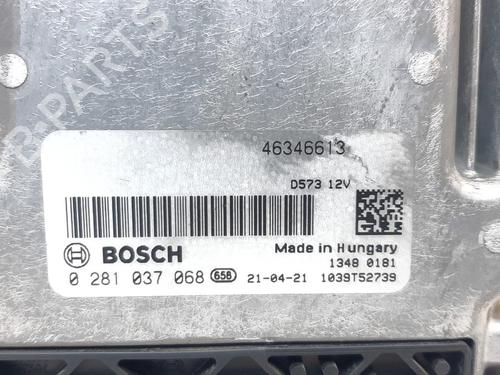 B-PARTS
46346613
D573 12V
BOSCH
Made in Hungary
1348 0181
0 281 037 068 658 21-04-21 1039T52739